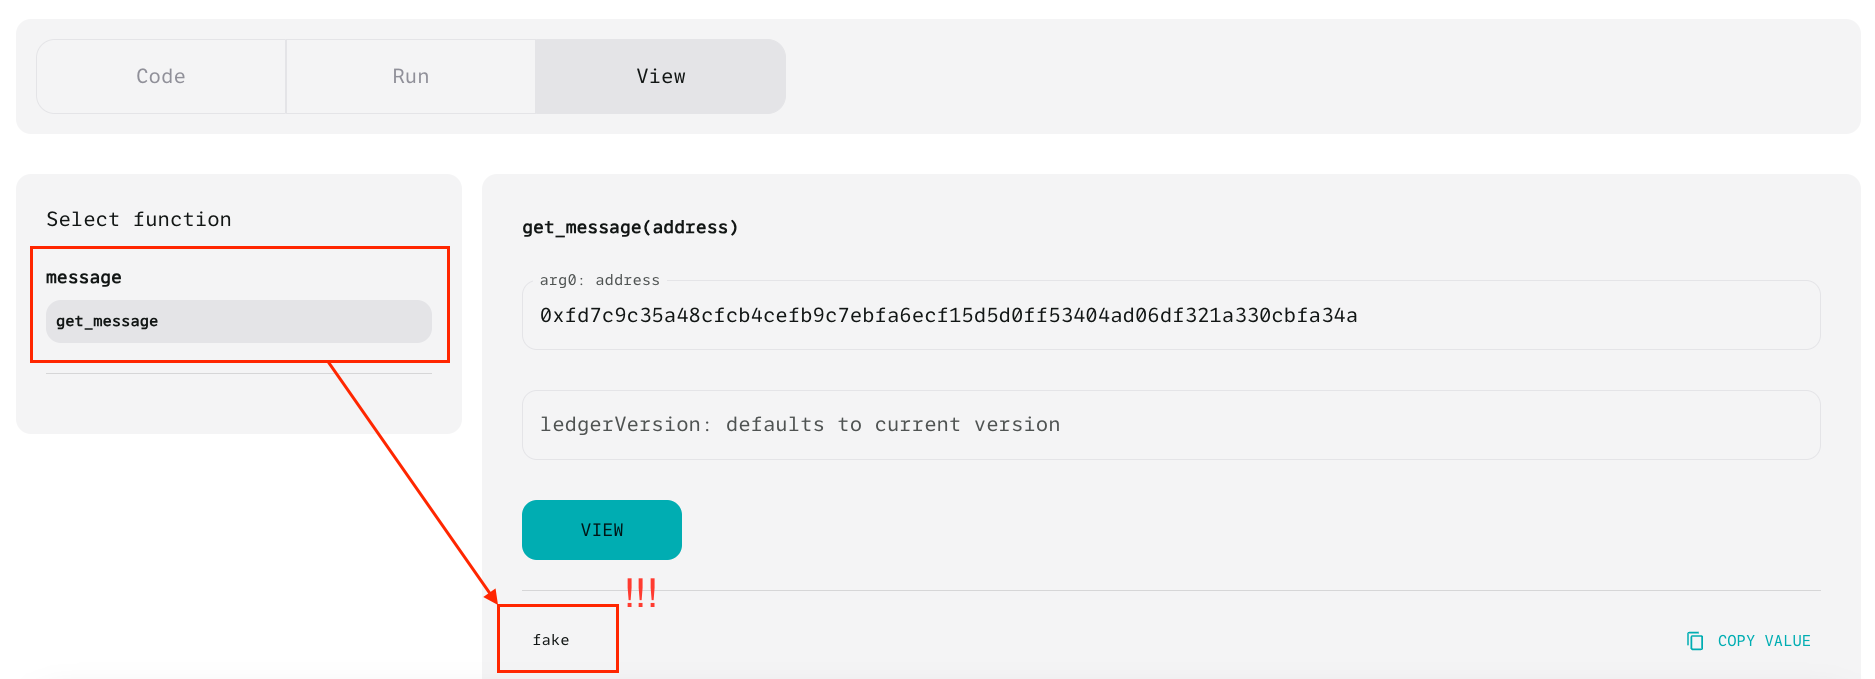 Code Run View
Select function
message
get_message
get_message(address)
arg0: address
0xfd7c9c35a48cfcb4cefb9c7ebfa6ecf15d5d0ff53404ad06df321a330cbfa34a
ledgerVersion: defaults to current version
VIEW
!!!
fake
COPY VALUE